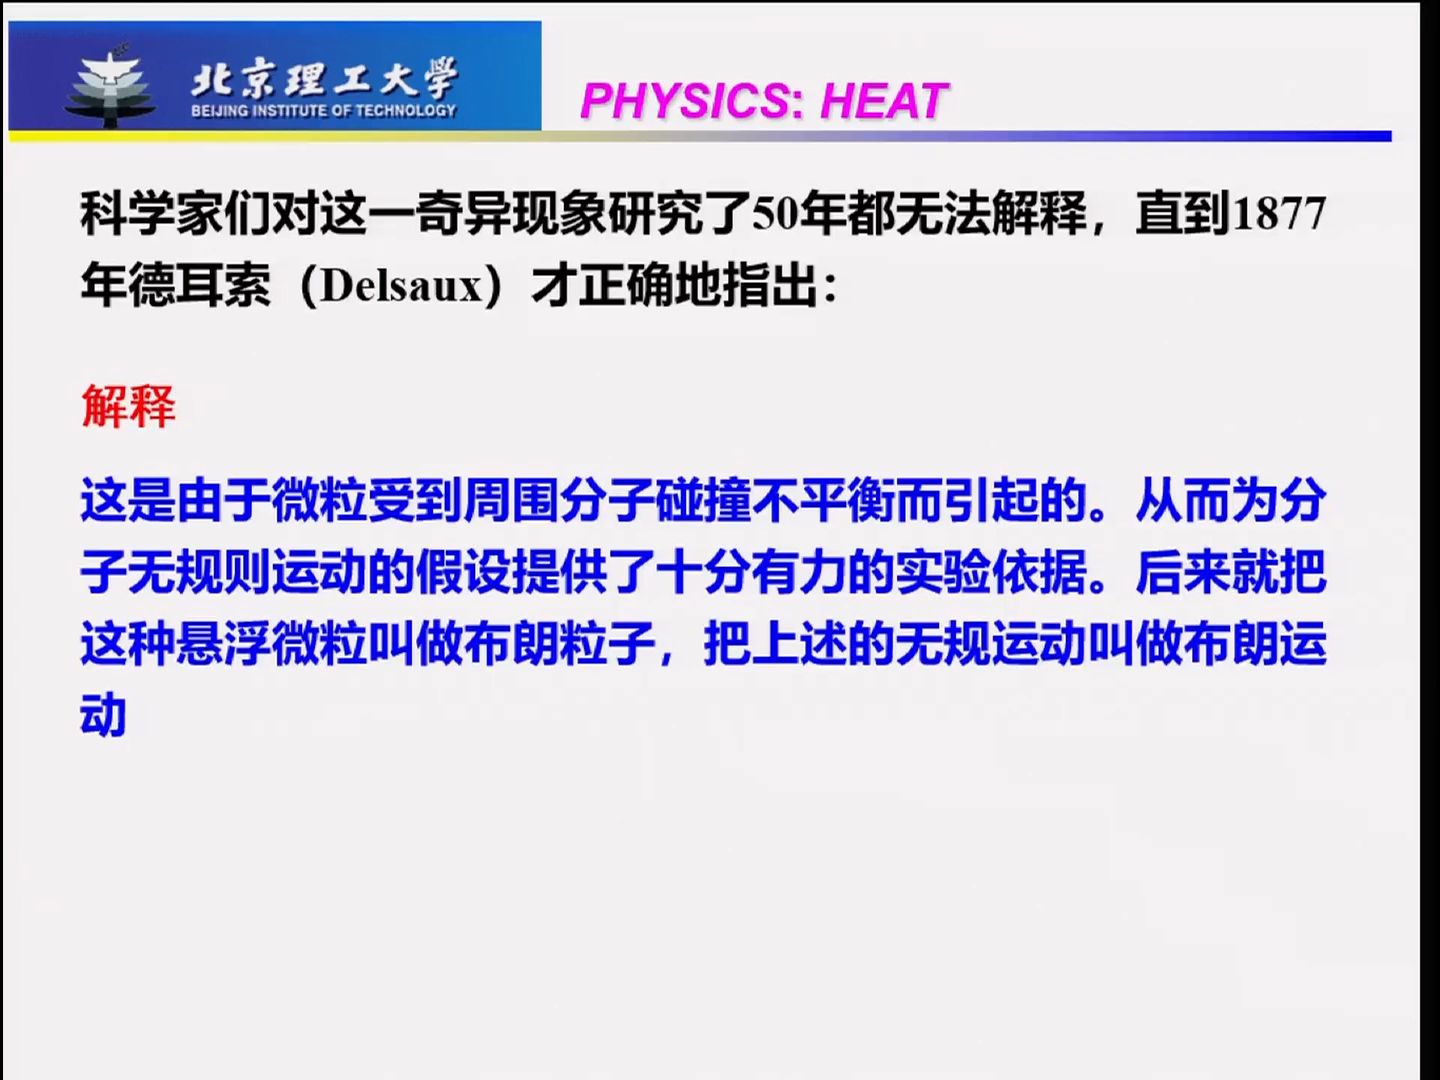 北京理工大学
BEIJING INSTITUTE OF TECHNOLOGY
PHYSICS: HEAT
科学家们对这一奇异现象研究了50年都无法解释，直到1877
年德耳索（Delsaux）才正确地指出：
解释
这是由于微粒受到周围分子碰撞不平衡而引起的。从而为分
子无规则运动的假设提供了十分有力的实验依据。后来就把
这种悬浮微粒叫做布朗粒子，把上述的无规运动叫做布朗运
动